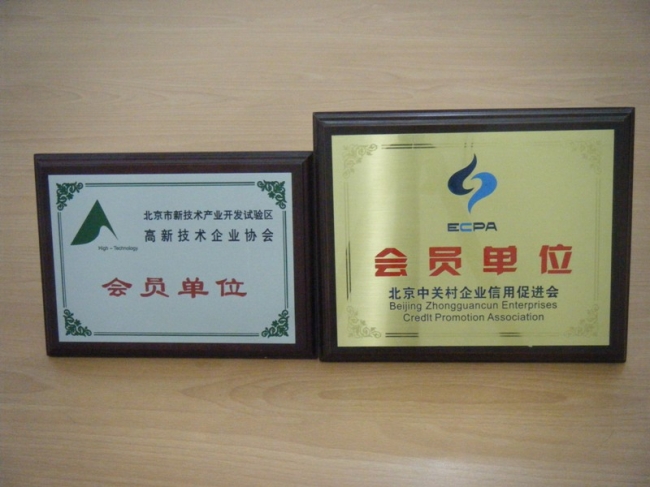 北京市新技术产业开发试验区
高新技术企业协会
High - Technology
会员单位
ECPA
会员单位
北京中关村企业信用促进会
Beijing Zhongguancun Enterprises
Credit Promotion Association